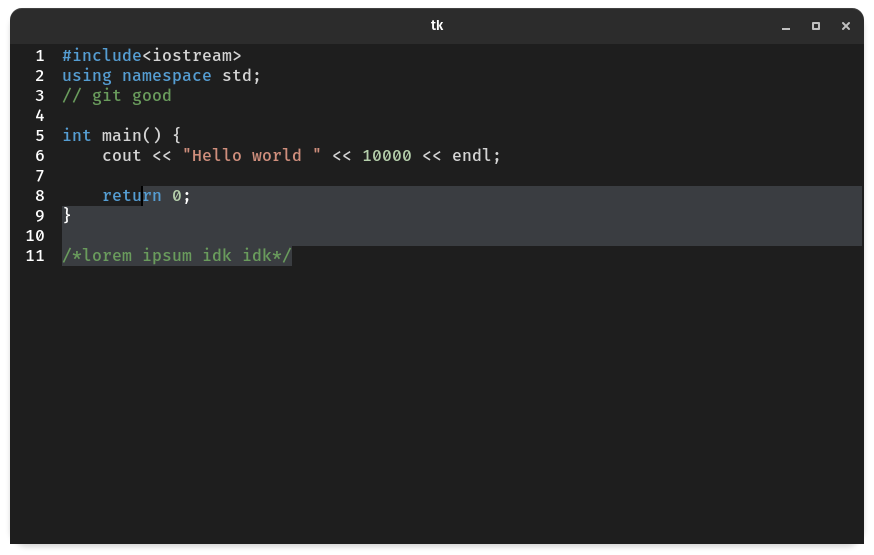 tk
1 #include<iostream>
2 using namespace std;
3 // git good
4
5 int main() {
6     cout << "Hello world " << 10000 << endl;
7
8     return 0;
9 }
10
11 /*lorem ipsum idk idk*/